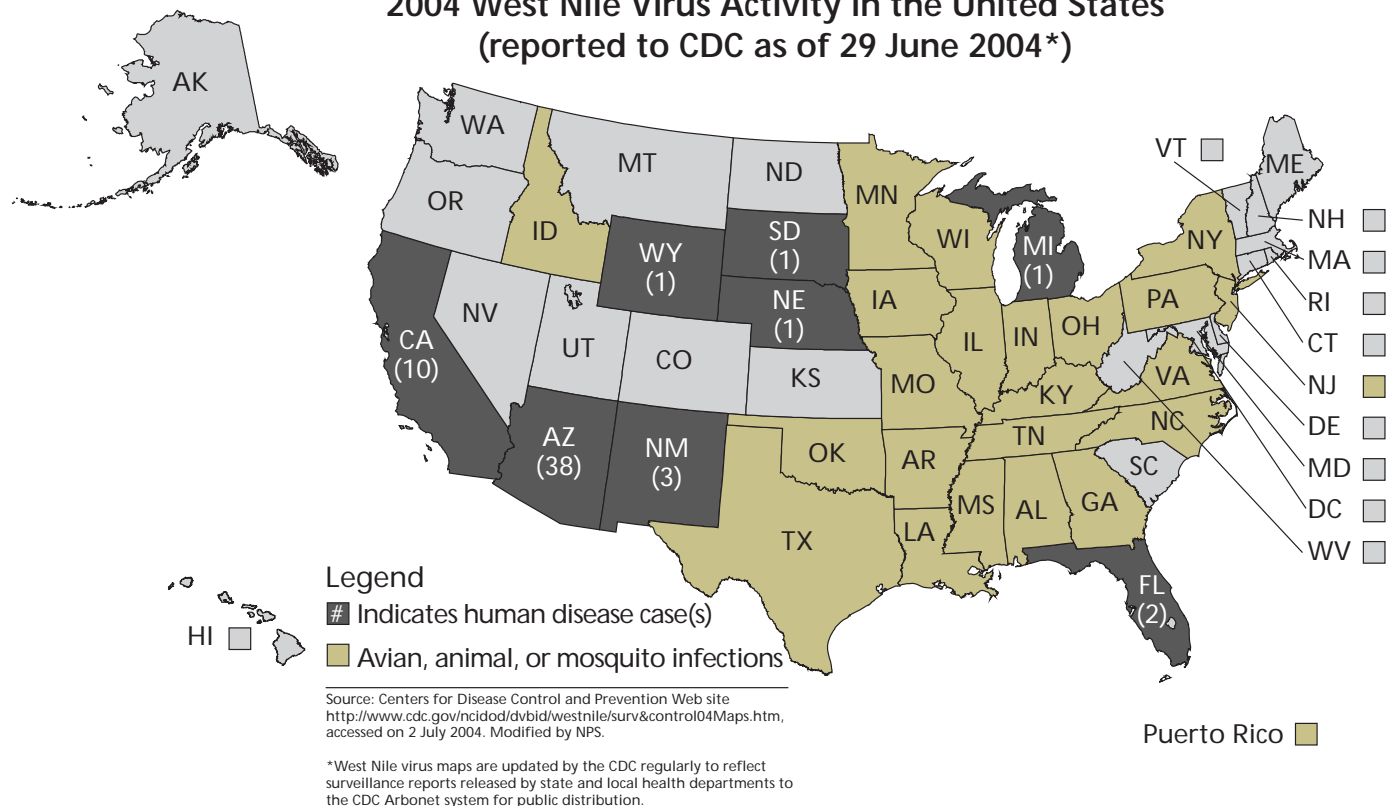 2004 West Nile Virus Activity in the United States
(reported to CDC as of 29 June 2004*)
AK
WA
MT
ND
MN
VT
ME
OR
ID
WY
(1)
SD
(1)
WI
MI
(1)
NY
NH
MA
RI
CT
NJ
DE
MD
DC
WV
NE
(1)
IA
PA
NV
UT
CO
KS
IL
IN
OH
CA
(10)
MO
KY
VA
AZ
(38)
NM
(3)
OK
AR
TN
NC
SC
TX
LA
MS
AL
GA
FL
(2)
HI
Legend
# Indicates human disease case(s)
Avian, animal, or mosquito infections
Source: Centers for Disease Control and Prevention Web site
http://www.cdc.gov/ncidod/dvbid/westnile/surv&control04Maps.htm,
accessed on 2 July 2004. Modified by NPS.
*West Nile virus maps are updated by the CDC regularly to reflect
surveillance reports released by state and local health departments to
the CDC Arbonet system for public distribution.
Puerto Rico